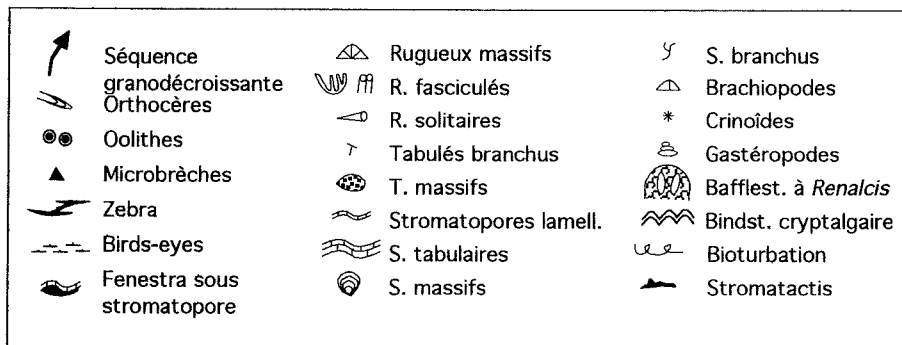 Séquence
granodécroissante
Orthocères
Oolithes
Microbrèches
Zebra
Birds-eyes
Fenestra sous
stromatopore
Rugueux massifs
R. fasciculés
R. solitaires
Tabulés branchus
T. massifs
Stromatopores lamell.
S. tabulaires
S. massifs
S. branchus
Brachiopodes
Crinoîdes
Gastéropodes
Bafflest. à Renalcis
Bindst. cryptalgaire
Bioturbation
Stromatactis